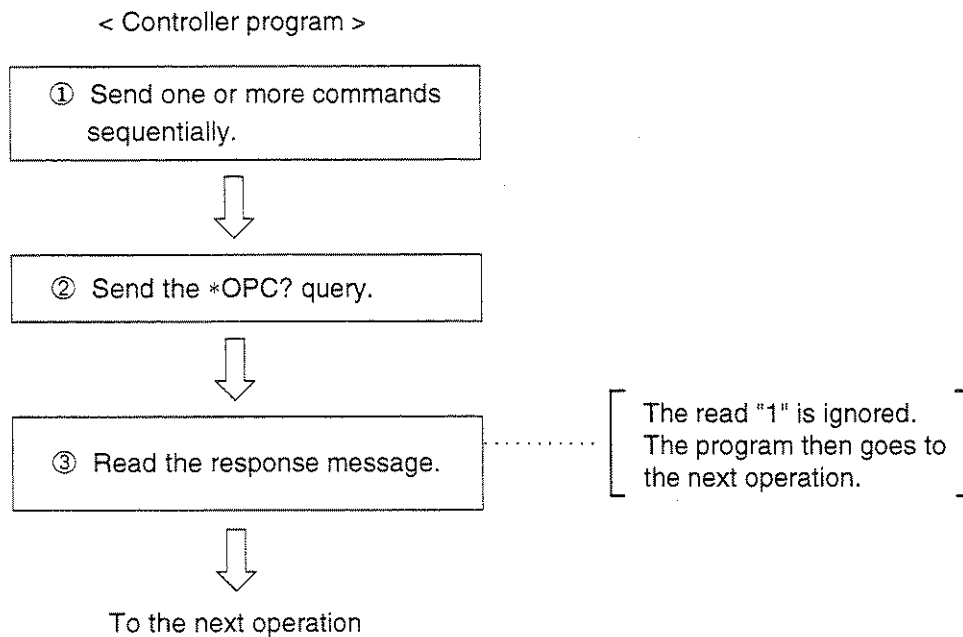 < Controller program >
① Send one or more commands
sequentially.
② Send the *OPC? query.
③ Read the response message.
The read "1" is ignored.
The program then goes to
the next operation.
To the next operation